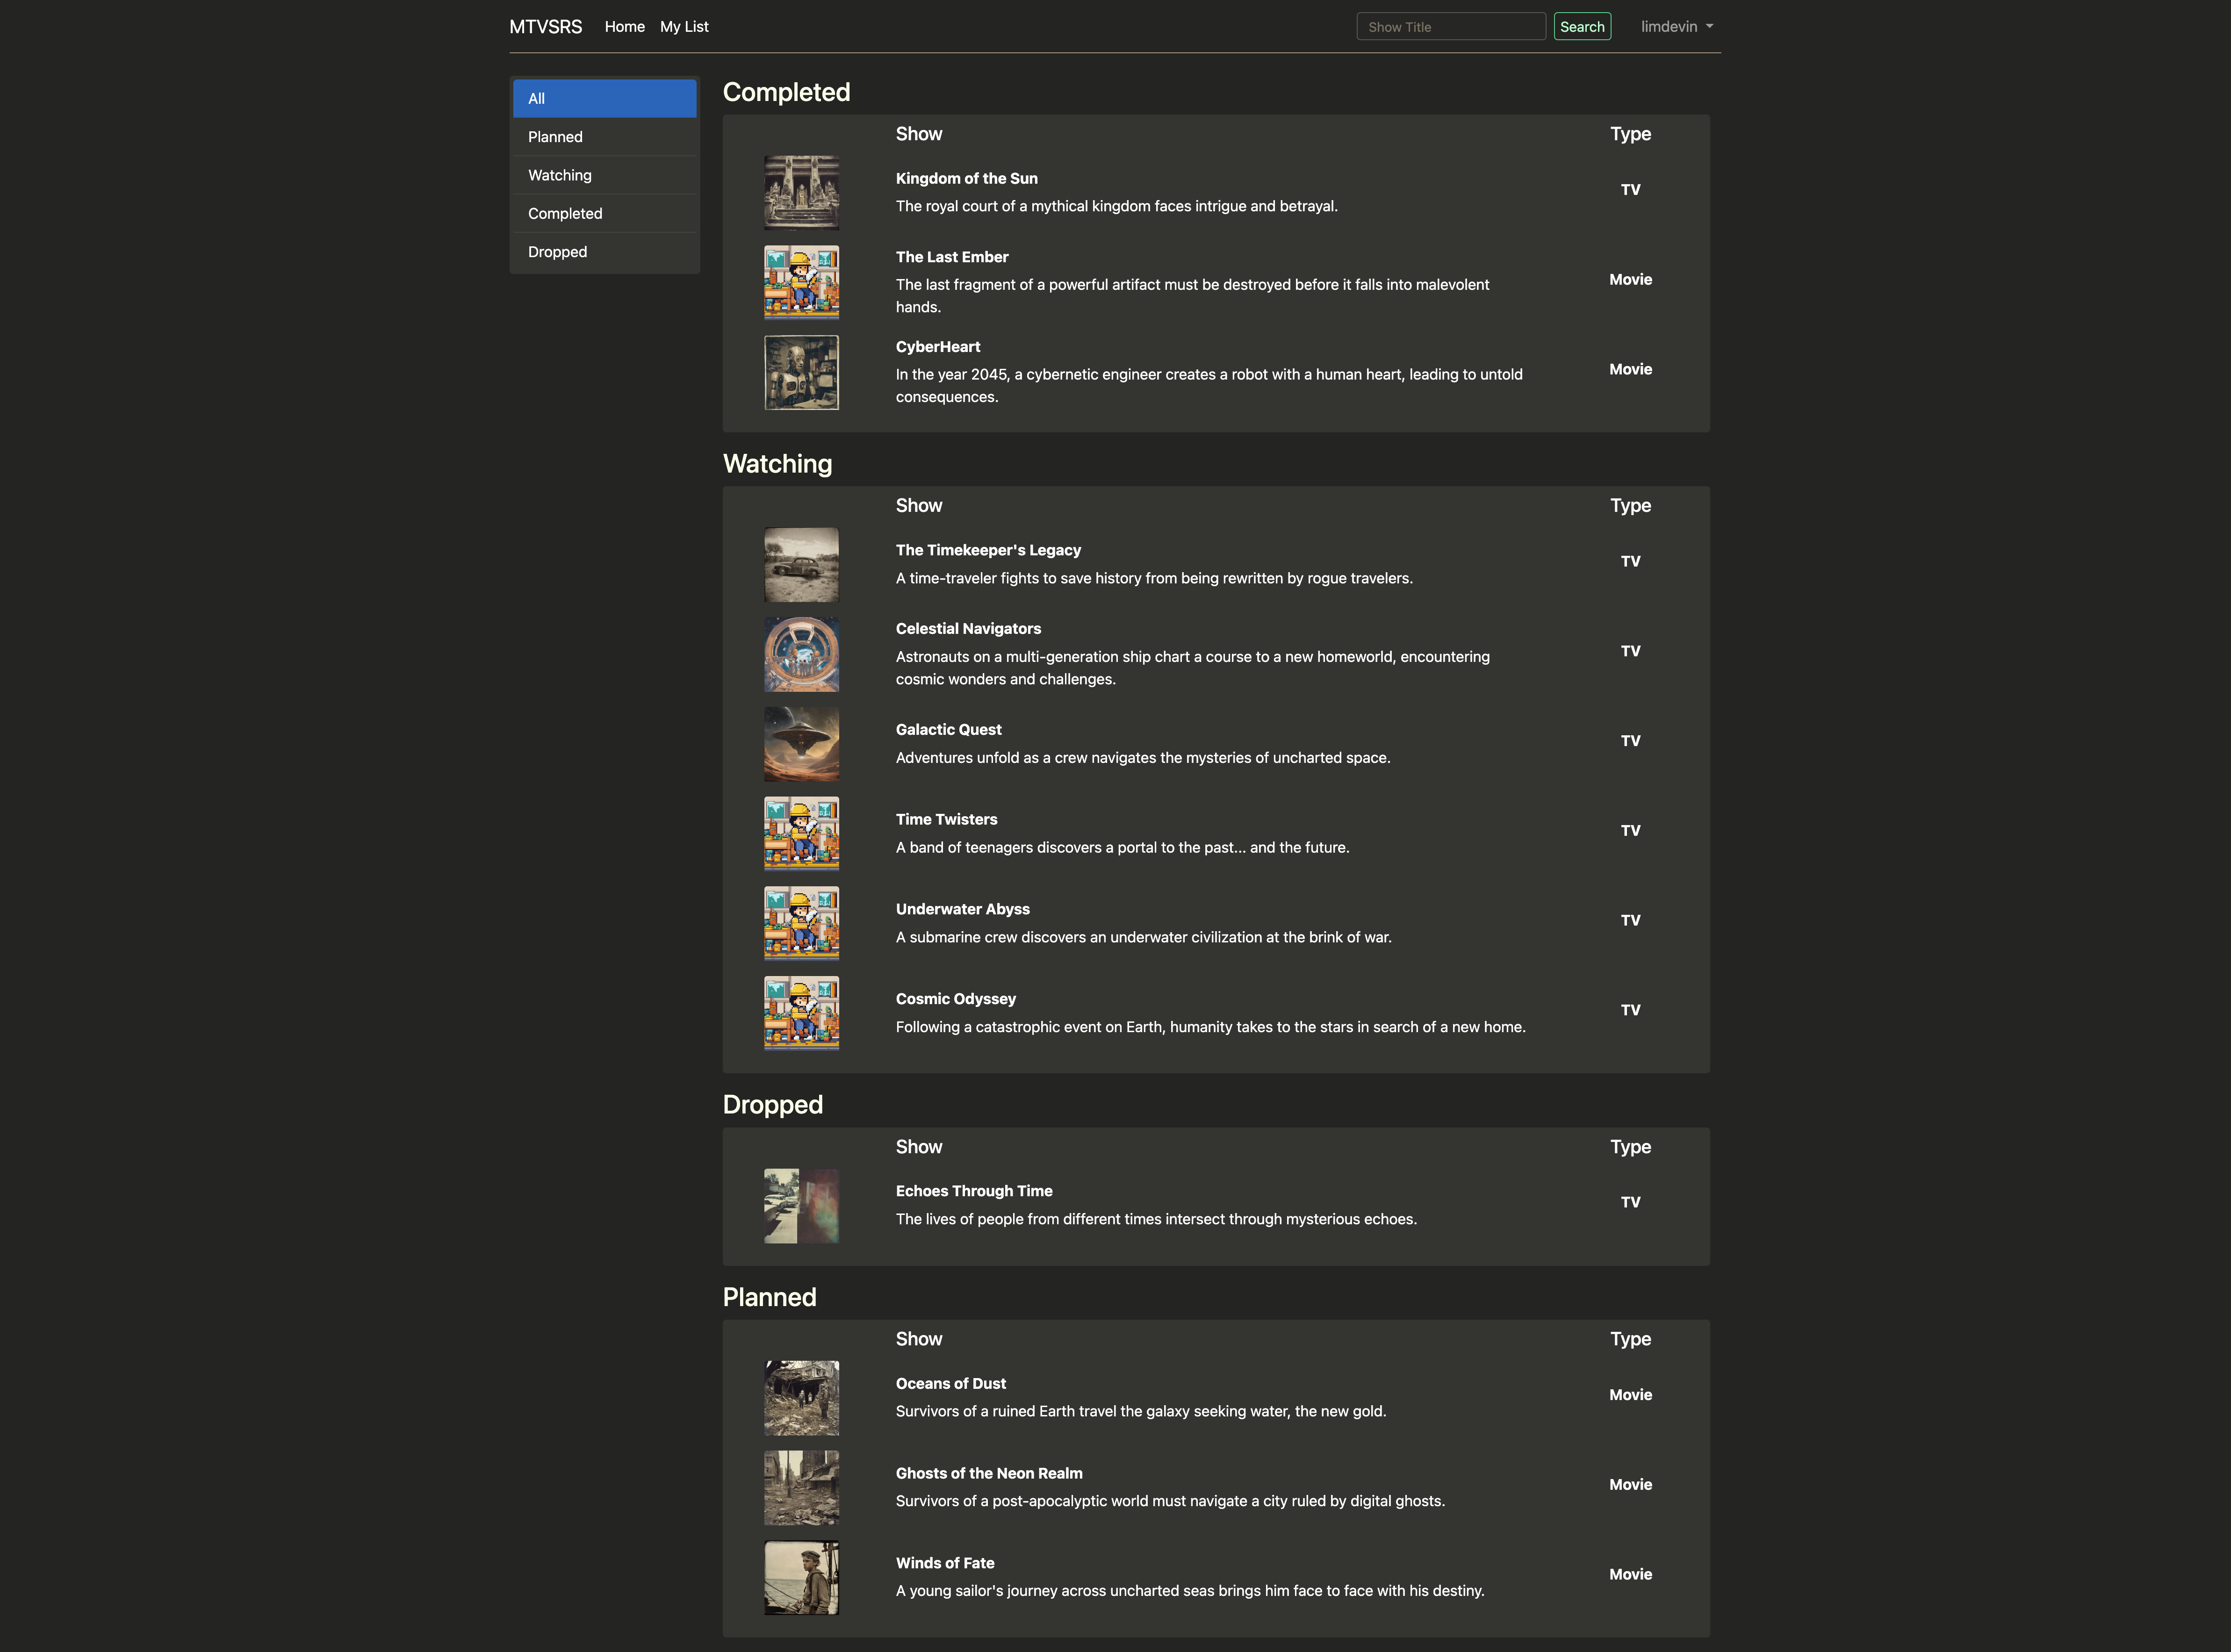 MTVSRS Home My List Show Title Search limdevin
All
Planned
Watching
Completed
Dropped
Completed
Show Type
Kingdom of the Sun
The royal court of a mythical kingdom faces intrigue and betrayal.
TV
The Last Ember
The last fragment of a powerful artifact must be destroyed before it falls into malevolent
hands.
Movie
CyberHeart
In the year 2045, a cybernetic engineer creates a robot with a human heart, leading to untold
consequences.
Movie
Watching
Show Type
The Timekeeper's Legacy
A time-traveler fights to save history from being rewritten by rogue travelers.
TV
Celestial Navigators
Astronauts on a multi-generation ship chart a course to a new homeworld, encountering
cosmic wonders and challenges.
TV
Galactic Quest
Adventures unfold as a crew navigates the mysteries of uncharted space.
TV
Time Twisters
A band of teenagers discovers a portal to the past... and the future.
TV
Underwater Abyss
A submarine crew discovers an underwater civilization at the brink of war.
TV
Cosmic Odyssey
Following a catastrophic event on Earth, humanity takes to the stars in search of a new home.
TV
Dropped
Show Type
Echoes Through Time
The lives of people from different times intersect through mysterious echoes.
TV
Planned
Show Type
Oceans of Dust
Survivors of a ruined Earth travel the galaxy seeking water, the new gold.
Movie
Ghosts of the Neon Realm
Survivors of a post-apocalyptic world must navigate a city ruled by digital ghosts.
Movie
Winds of Fate
A young sailor's journey across uncharted seas brings him face to face with his destiny.
Movie